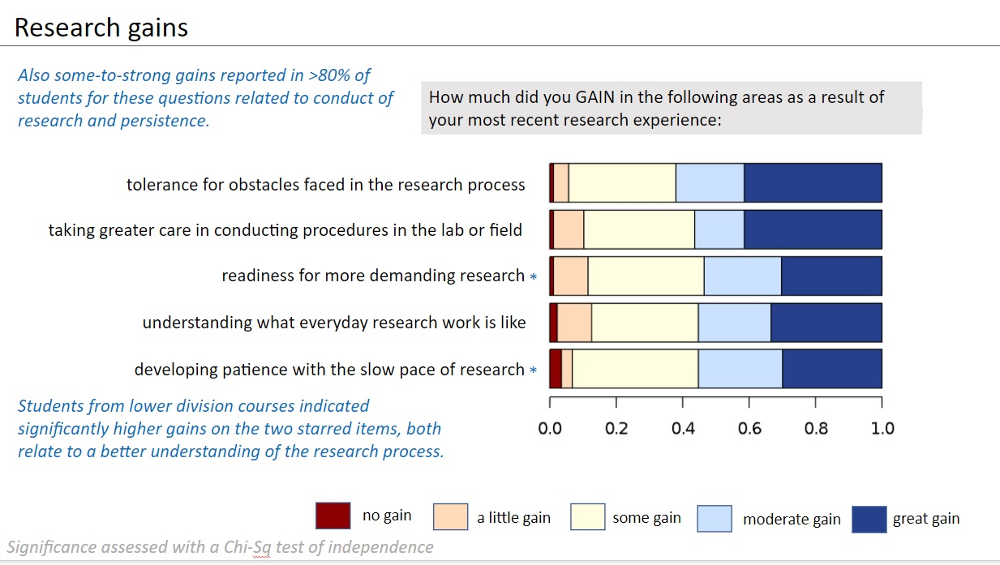 Research gains
Also some-to-strong gains reported in >80% of
students for these questions related to conduct of
research and persistence.
How much did you GAIN in the following areas as a result of
your most recent research experience:
tolerance for obstacles faced in the research process
taking greater care in conducting procedures in the lab or field
readiness for more demanding research *
understanding what everyday research work is like
developing patience with the slow pace of research *
Students from lower division courses indicated
significantly higher gains on the two starred items, both
relate to a better understanding of the research process.
0.0 0.2 0.4 0.6 0.8 1.0
no gain a little gain some gain moderate gain great gain
Significance assessed with a Chi-Sq test of independence